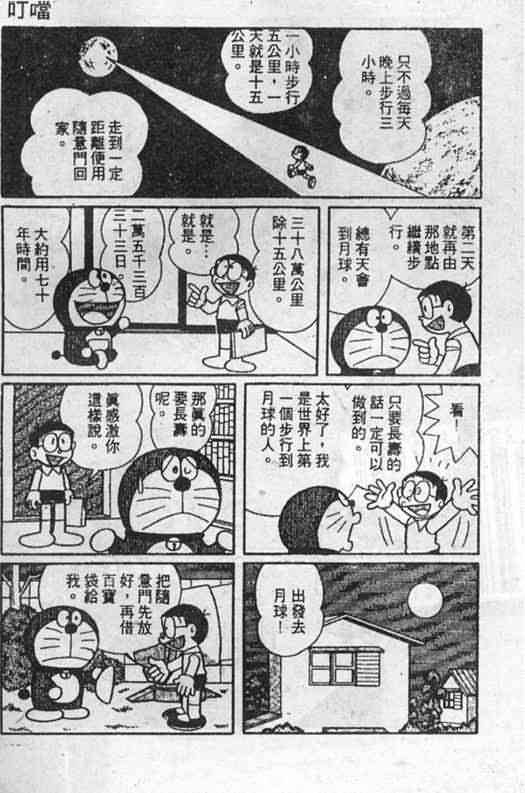 叮噹
只不過每天
晚上步行三
小時。
一小時步行
五公里，一
天就是十五
公里。
走到一定
距離便用
隨意門回
家。
第二天
就再由
那地點
繼續步
行。
總有天會
到月球。
三十八萬公里
除十五公里。
就是…
就是。
二萬五千三百
三十三日。
大約用七十
年時間。
看！
只要長壽的
話一定可以
做到的。
太好了，我
是世界上第
一個步行到
月球的人。
那真的
要長壽
呢。
眞感激你
這樣說。
出發去
月球！
把隨
意門先放
好，再借
百寶
袋給
我。